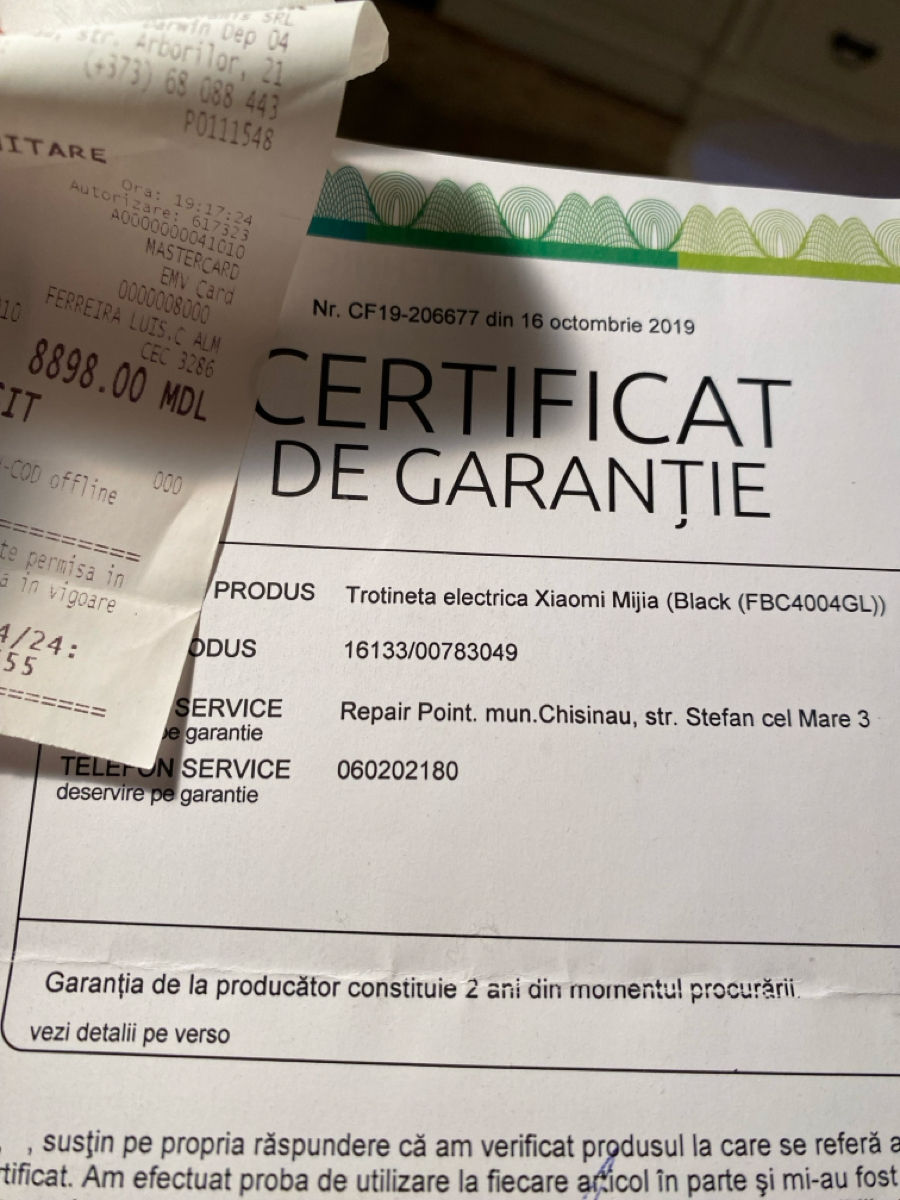 SRL
Dep 04
str. Arborilor, 21
(+373) 68 088 443
P0111548
Ora: 19:17:24
Autorizare: 617323
A0000000041010
MASTERCARD
EMV Card
0000008000
FERREIRA LUIS.C ALM
CEC 3286
8898.00 MDL
-COD offline 000
===========
te permisa in
în vigoare
4/24:
55
===========
Nr. CF19-206677 din 16 octombrie 2019
CERTIFICAT
DE GARANȚIE
PRODUS Trotineta electrica Xiaomi Mijia (Black (FBC4004GL))
ODUS 16133/00783049
SERVICE Repair Point. mun.Chisinau, str. Stefan cel Mare 3
pe garantie
TELEFON SERVICE 060202180
deservire pe garantie
Garanția de la producător constituie 2 ani din momentul procurării.
vezi detalii pe verso
, susțin pe propria răspundere că am verificat produsul la care se referă a
rtificat. Am efectuat proba de utilizare la fiecare articol în parte și mi-au fost